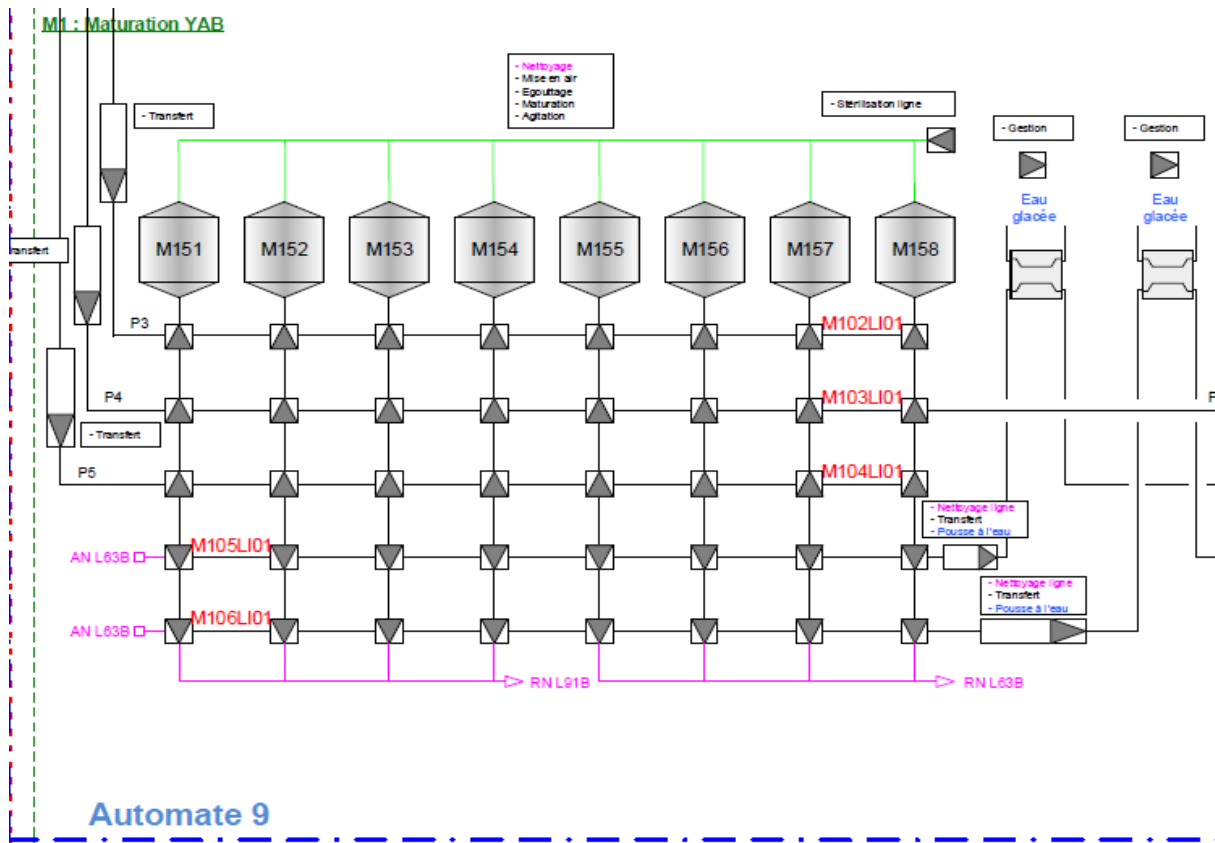 M1 : Maturation YAB
- Nettoyage
- Mise en air
- Egouttage
- Maturation
- Agitation
- Stérilisation ligne
- Transfert
- Gestion
- Gestion
Eau
glacée
Eau
glacée
ransfert
M151
M152
M153
M154
M155
M156
M157
M158
P3
M102LI01
P4
M103LI01
P
- Transfert
P5
M104LI01
- Nettoyage ligne
- Transfert
- Pousse à l'eau
AN L63B
M105LI01
- Nettoyage ligne
- Transfert
- Pousse à l'eau
AN L63B
M106LI01
RN L91B
RN L63B
Automate 9